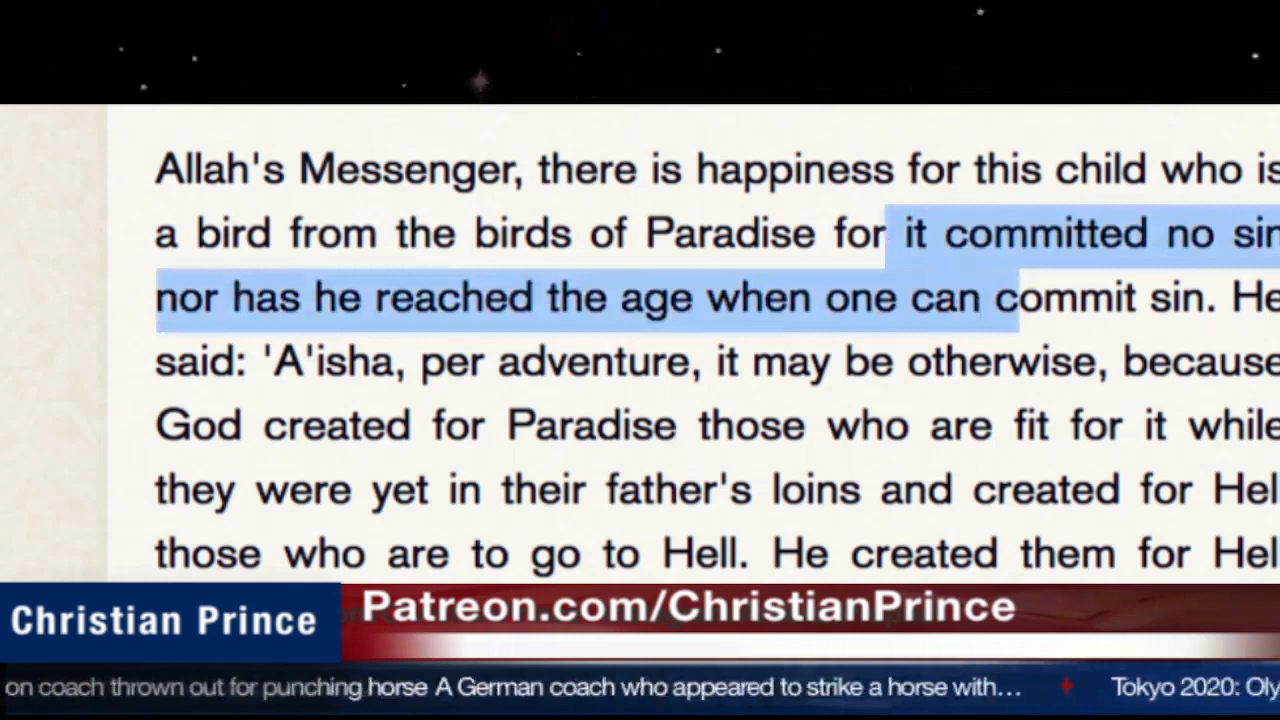 Allah's Messenger, there is happiness for this child who is
a bird from the birds of Paradise for it committed no sin
nor has he reached the age when one can commit sin. He
said: 'A'isha, per adventure, it may be otherwise, because
God created for Paradise those who are fit for it while
they were yet in their father's loins and created for Hel
those who are to go to Hell. He created them for Hel
Christian Prince
Patreon.com/ChristianPrince
on coach thrown out for punching horse A German coach who appeared to strike a horse with… Tokyo 2020: Oly